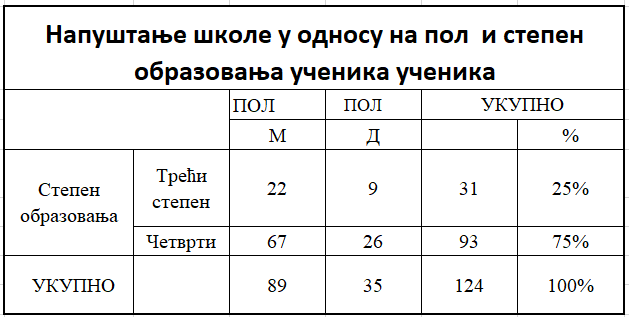 Напуштање школе у односу на пол и степен
образовања ученика ученика
ПОЛ ПОЛ УКУПНО
М Д %
Степен образовања Трећи степен 22 9 31 25%
Четврти 67 26 93 75%
УКУПНО 89 35 124 100%